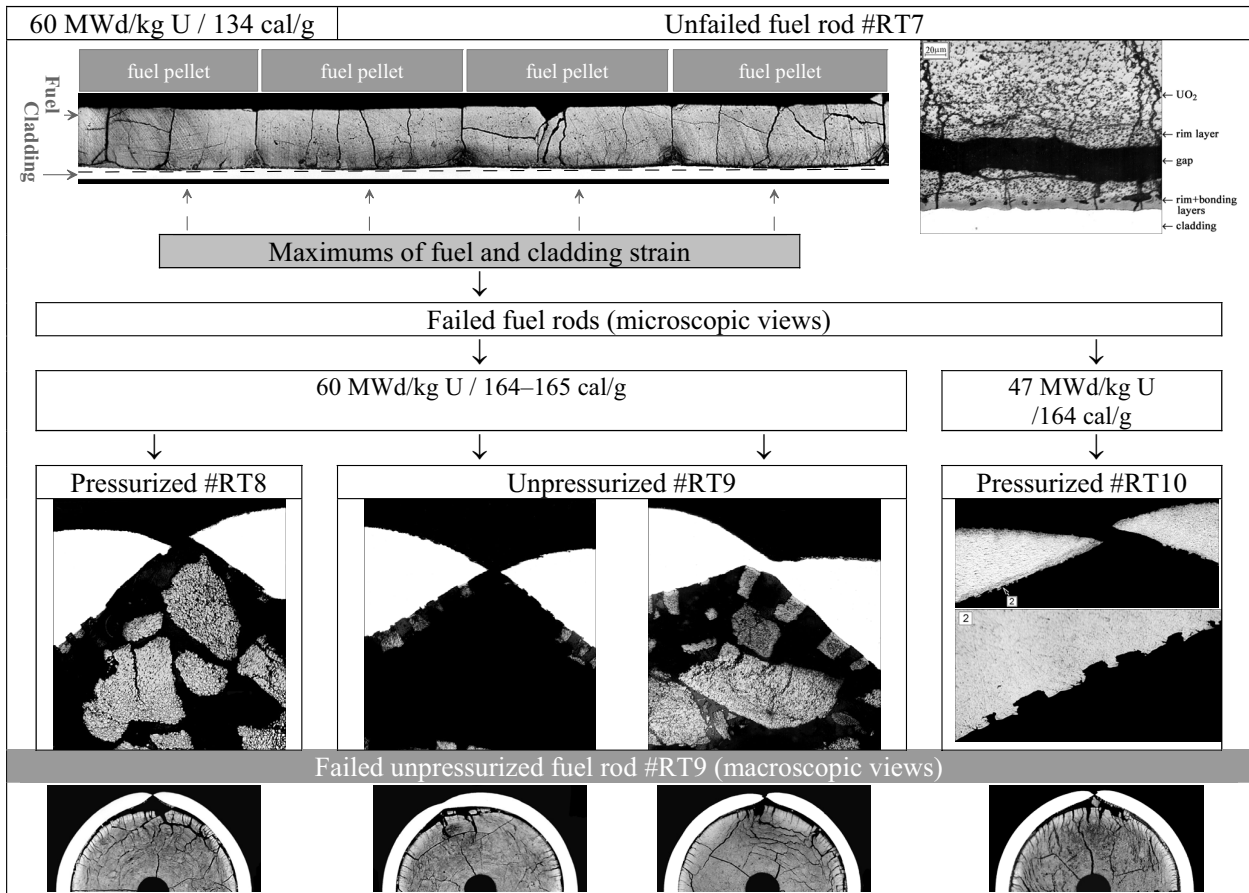 60 MWd/kg U / 134 cal/g
Unfailed fuel rod #RT7
fuel pellet
fuel pellet
fuel pellet
fuel pellet
Fuel
Cladding
20μm
UO2
rim layer
gap
rim+bonding
layers
cladding
Maximums of fuel and cladding strain
Failed fuel rods (microscopic views)
60 MWd/kg U / 164–165 cal/g
47 MWd/kg U
/164 cal/g
Pressurized #RT8
Unpressurized #RT9
Pressurized #RT10
2
2
Failed unpressurized fuel rod #RT9 (macroscopic views)